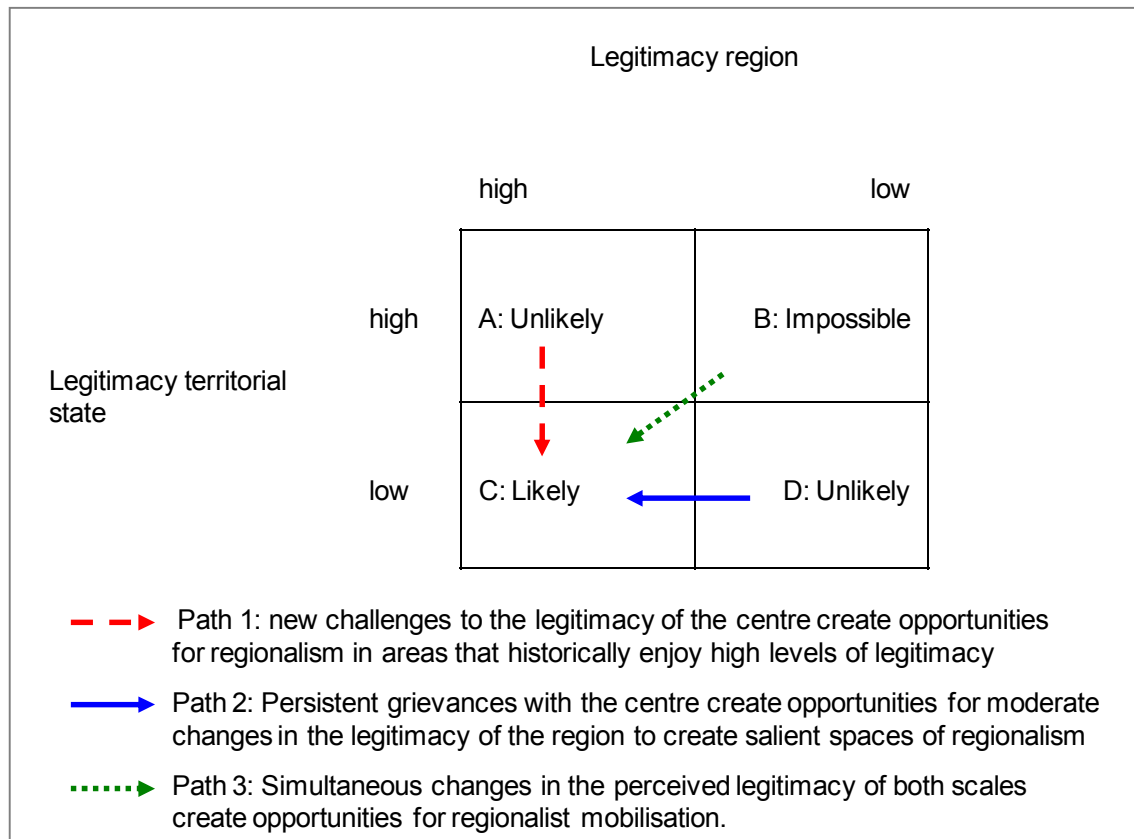 Legitimacy region
high low
high A: Unlikely B: Impossible
Legitimacy territorial
state
low C: Likely D: Unlikely
Path 1: new challenges to the legitimacy of the centre create opportunities
for regionalism in areas that historically enjoy high levels of legitimacy
Path 2: Persistent grievances with the centre create opportunities for moderate
changes in the legitimacy of the region to create salient spaces of regionalism
Path 3: Simultaneous changes in the perceived legitimacy of both scales
create opportunities for regionalist mobilisation.